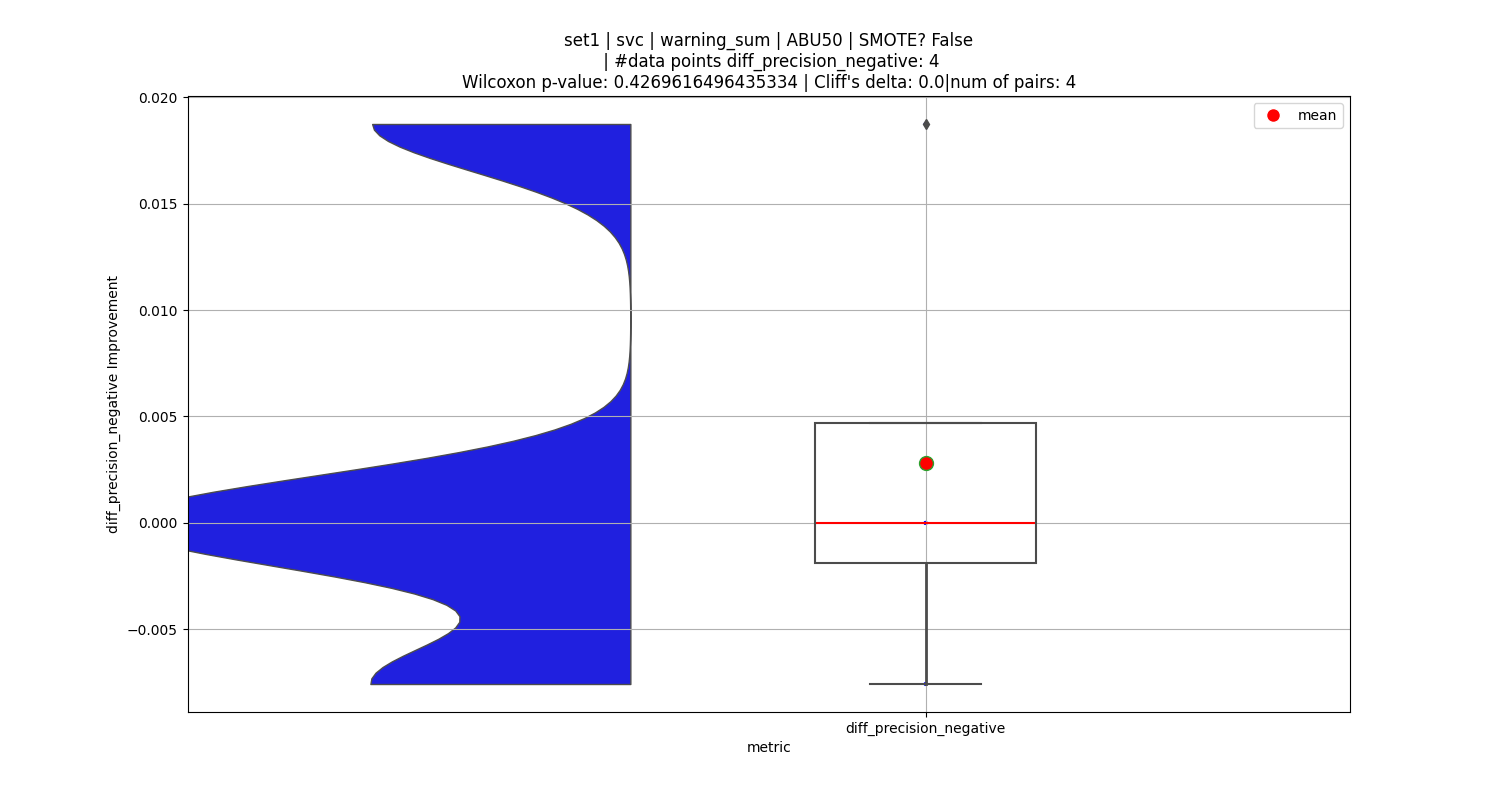 set1 | svc | warning_sum | ABU50 | SMOTE? False
| #data points diff_precision_negative: 4
Wilcoxon p-value: 0.4269616496435334 | Cliff's delta: 0.0|num of pairs: 4
mean
0.020
0.015
0.010
0.005
0.000
−0.005
diff_precision_negative Improvement
diff_precision_negative
metric